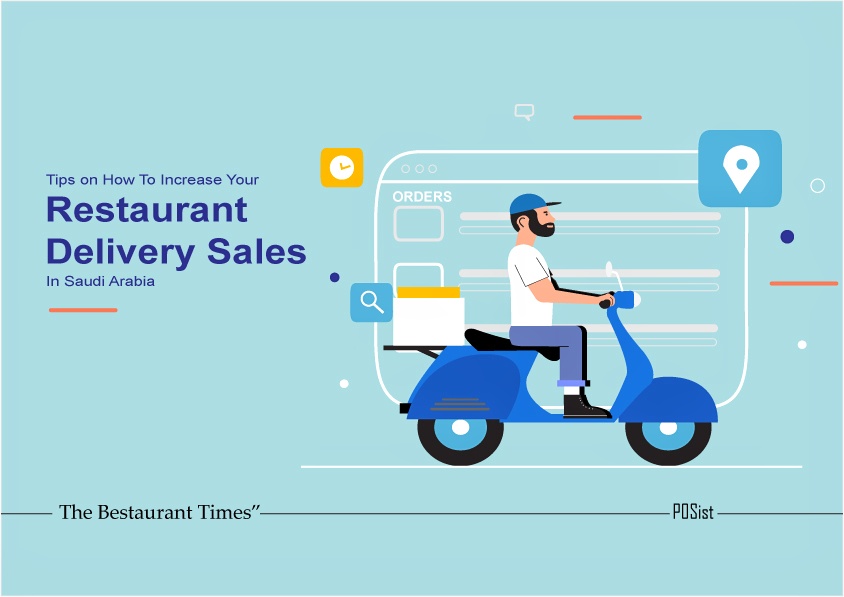 Tips on How To Increase Your
Restaurant
Delivery Sales
In Saudi Arabia
ORDERS
The Bestaurant Times”
POSist